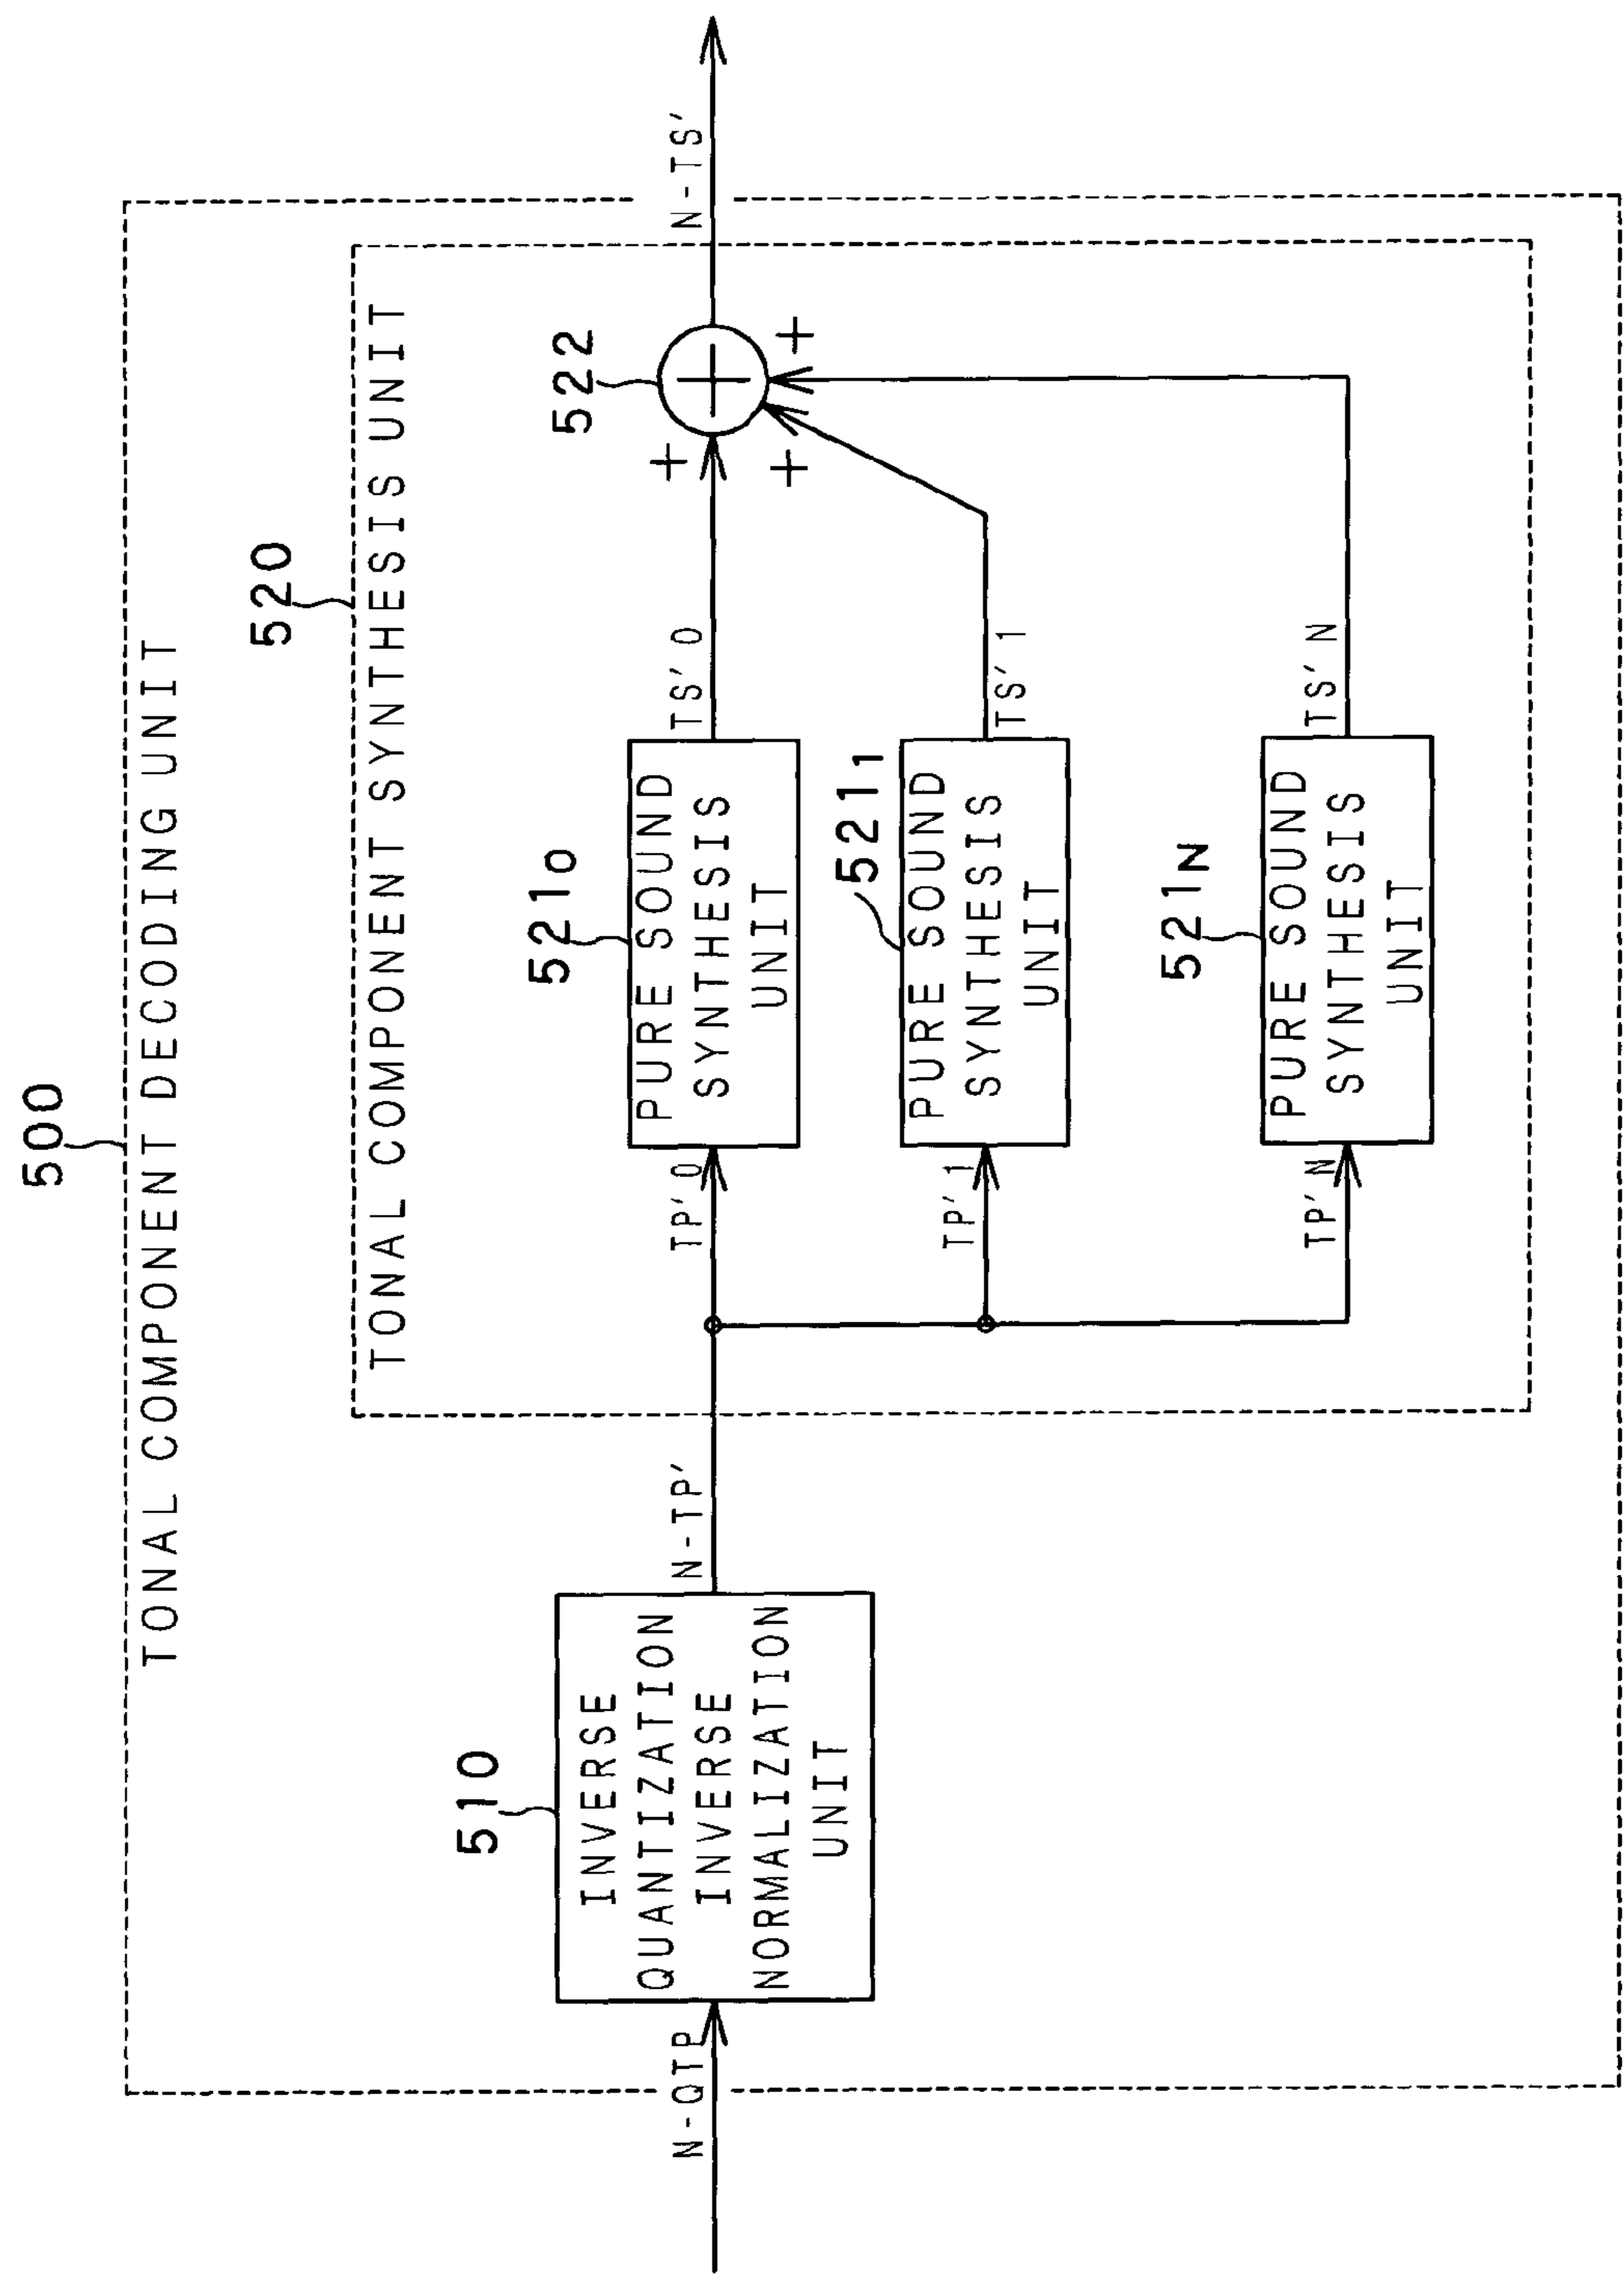 500
TONAL COMPONENT DECODING UNIT
520
TONAL COMPONENT SYNTHESIS UNIT
510
INVERSE
QUANTIZATION
INVERSE
NORMALIZATION
UNIT
N-QTP
N-TP'
TP'0
521₀
PURE SOUND
SYNTHESIS
UNIT
TS'0
522
+
+
+
+
N-TS'
TP'1
521₁
PURE SOUND
SYNTHESIS
UNIT
TS'1
TP'N
521N
PURE SOUND
SYNTHESIS
UNIT
TS'N